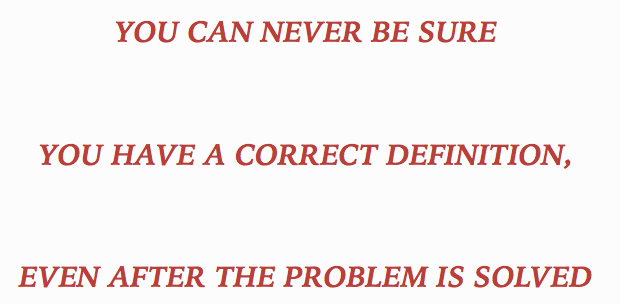 YOU CAN NEVER BE SURE
YOU HAVE A CORRECT DEFINITION,
EVEN AFTER THE PROBLEM IS SOLVED